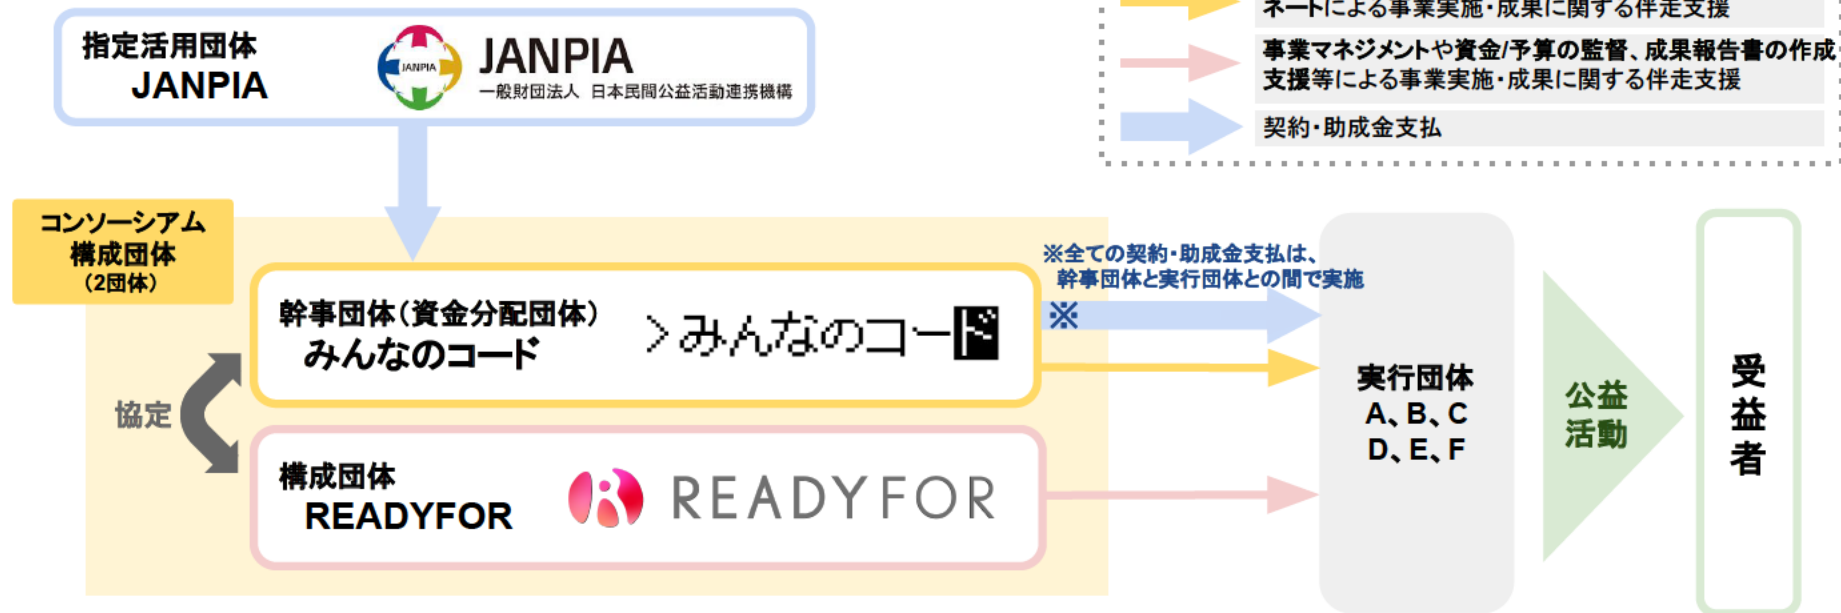 指定活用団体
JANPIA
JANPIA
JANPIA
一般財団法人 日本民間公益活動連携機構
ネートによる事業実施・成果に関する伴走支援
事業マネジメントや資金/予算の監督、成果報告書の作成
支援等による事業実施・成果に関する伴走支援
契約・助成金支払
コンソーシアム
構成団体
（2団体）
※全ての契約・助成金支払は、
幹事団体と実行団体との間で実施
※
幹事団体（資金分配団体）
みんなのコード
>みんなのコード
協定
構成団体
READYFOR
READYFOR
実行団体
A、B、C
D、E、F
公益
活動
受益者